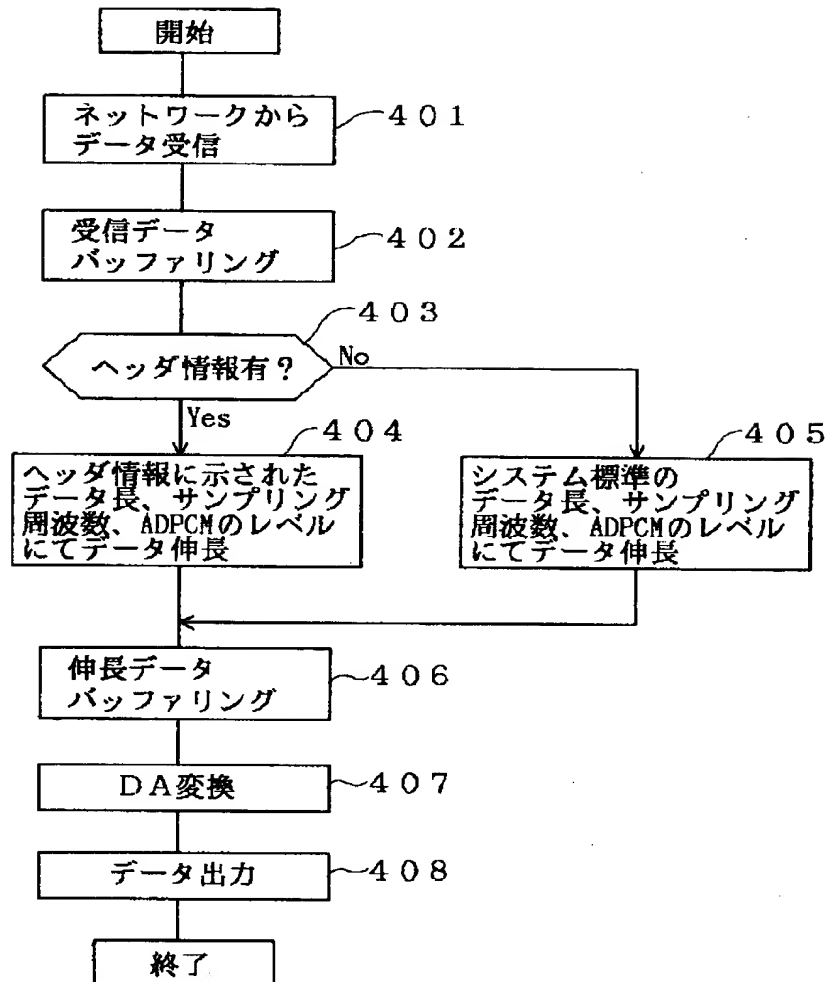 開始
ネットワークから
データ受信
401
受信データ
バッファリング
402
403
ヘッダ情報有?
No
Yes
404
ヘッダ情報に示された
データ長、サンプリング
周波数、ADPCMのレベル
にてデータ伸長
405
システム標準の
データ長、サンプリング
周波数、ADPCMのレベル
にてデータ伸長
伸長データ
バッファリング
406
DA変換
407
データ出力
408
終了